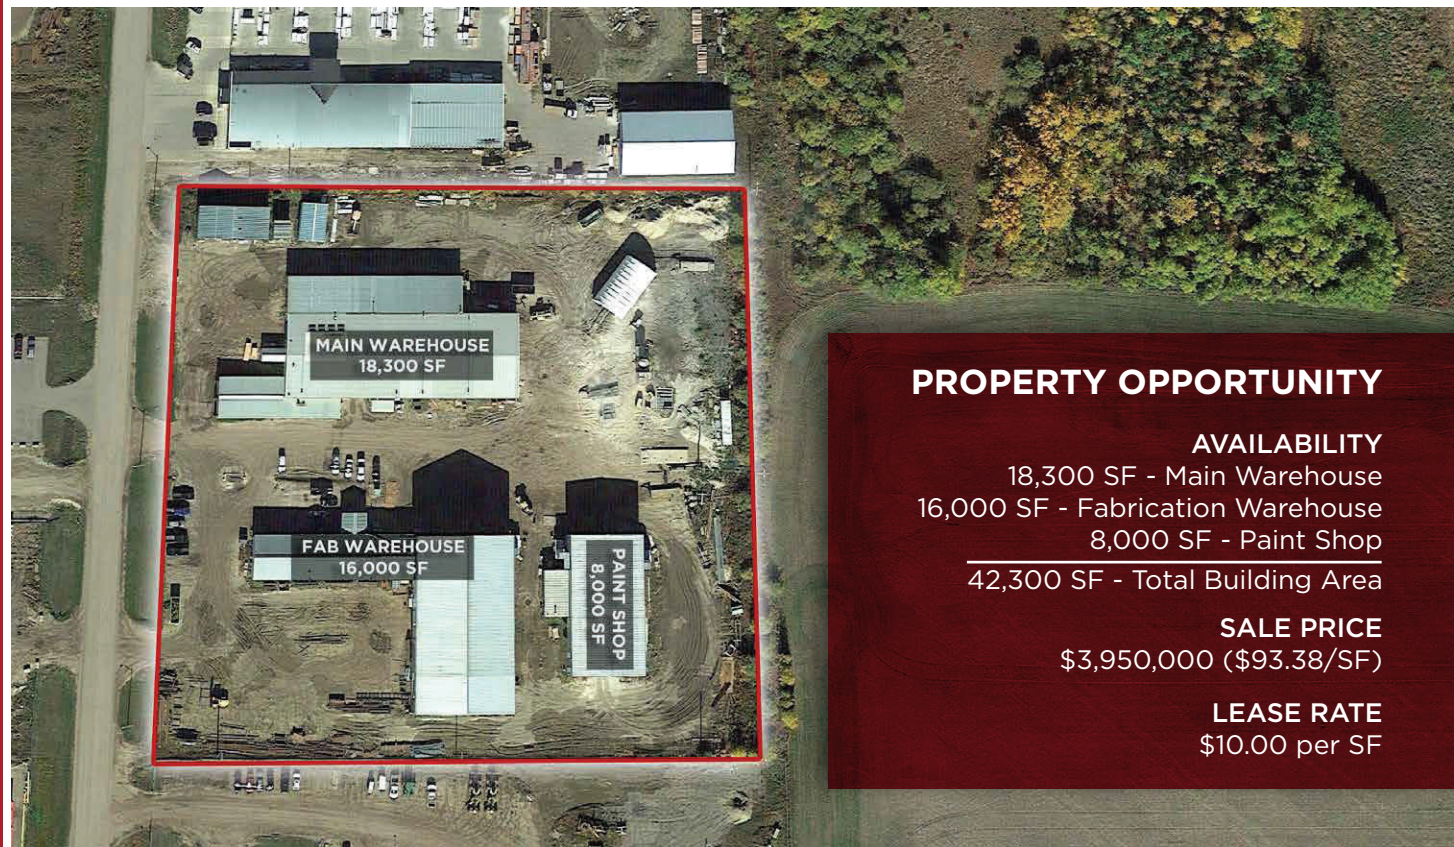 MAIN WAREHOUSE
18,300 SF
FAB WAREHOUSE
16,000 SF
PAINT SHOP
8,000 SF
PROPERTY OPPORTUNITY
AVAILABILITY
18,300 SF - Main Warehouse
16,000 SF - Fabrication Warehouse
8,000 SF - Paint Shop
42,300 SF - Total Building Area
SALE PRICE
$3,950,000 ($93.38/SF)
LEASE RATE
$10.00 per SF